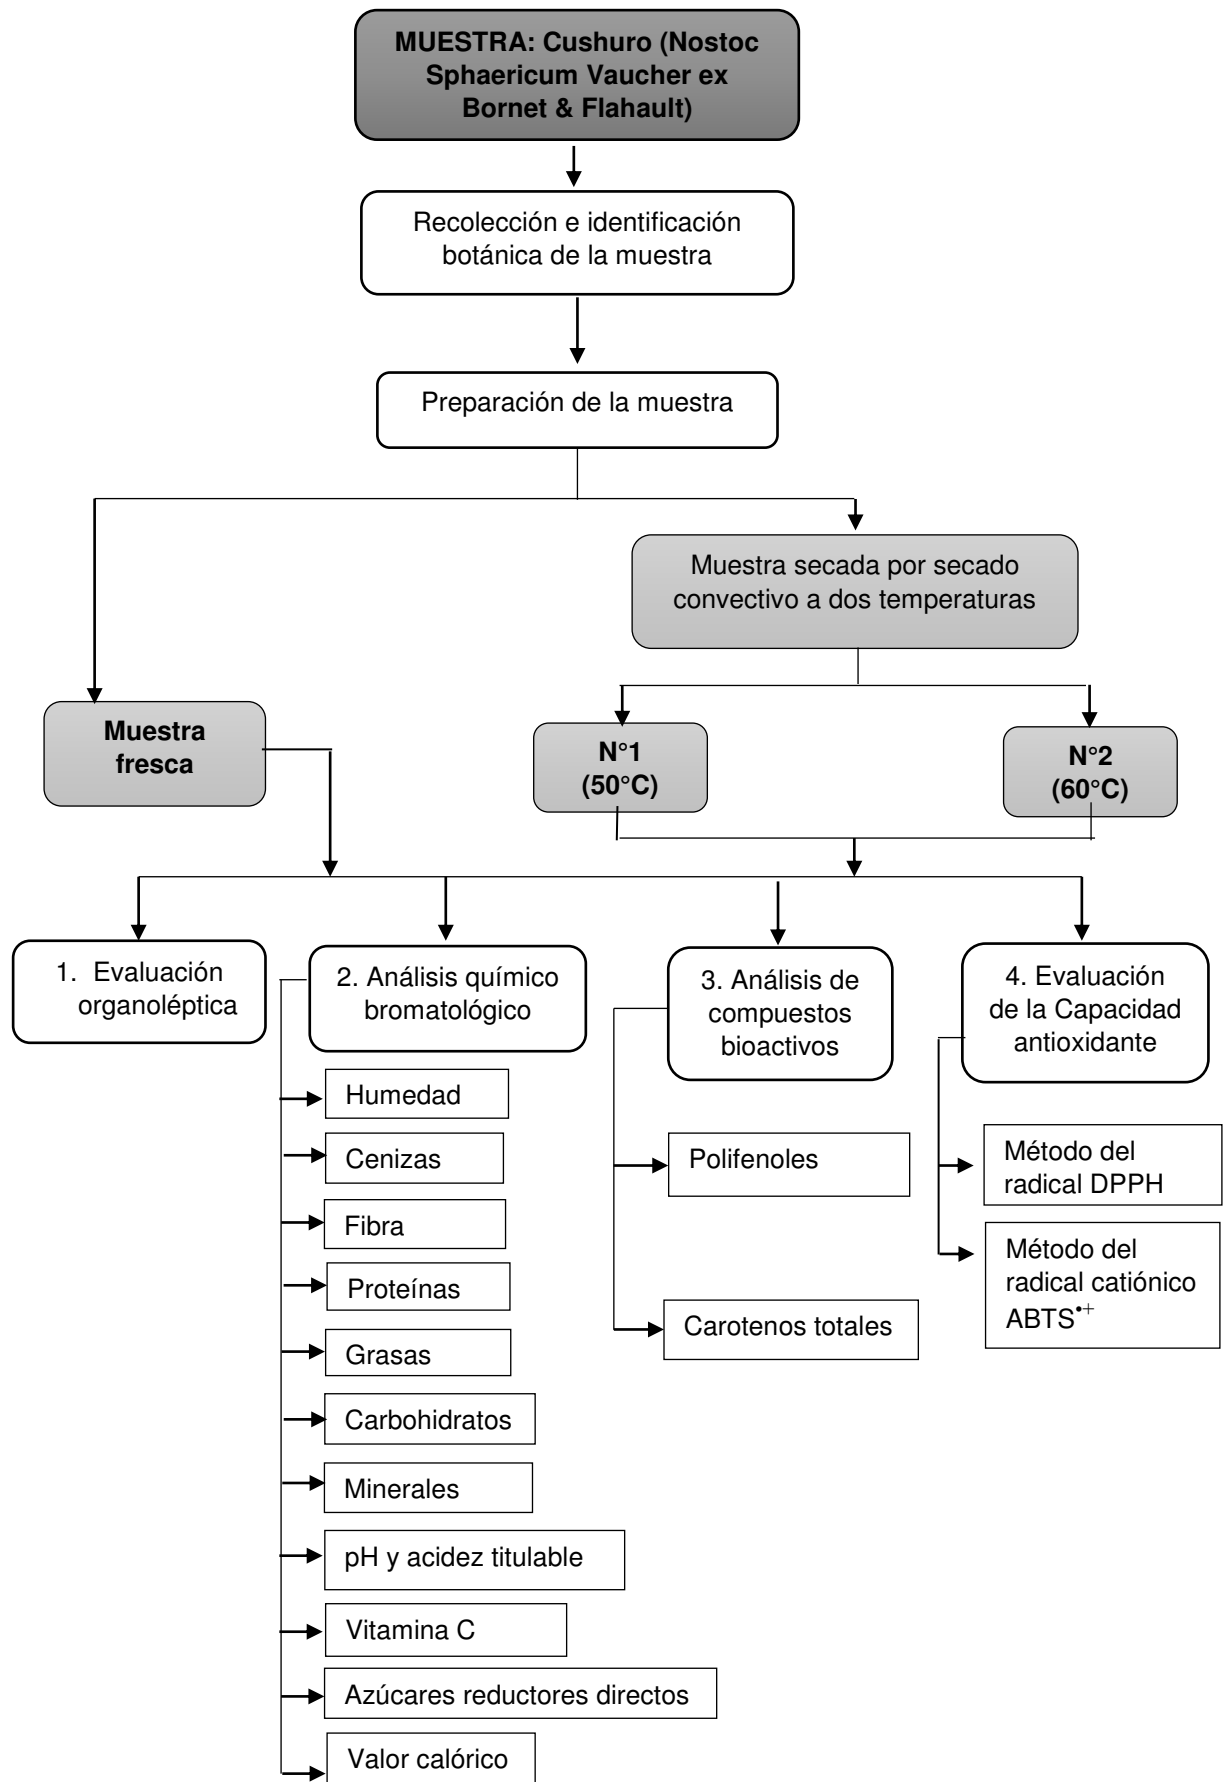 MUESTRA: Cushuro (Nostoc
Sphaericum Vaucher ex
Bornet & Flahault)
Recolección e identificación
botánica de la muestra
Preparación de la muestra
Muestra secada por secado
convectivo a dos temperaturas
Muestra
fresca
N°1
(50°C)
N°2
(60°C)
1. Evaluación
organoléptica
2. Análisis químico
bromatológico
Humedad
Cenizas
Fibra
Proteínas
Grasas
Carbohidratos
Minerales
pH y acidez titulable
Vitamina C
Azúcares reductores directos
Valor calórico
3. Análisis de
compuestos
bioactivos
Polifenoles
Carotenos totales
4. Evaluación
de la Capacidad
antioxidante
Método del
radical DPPH
Método del
radical catiónico
ABTS•+